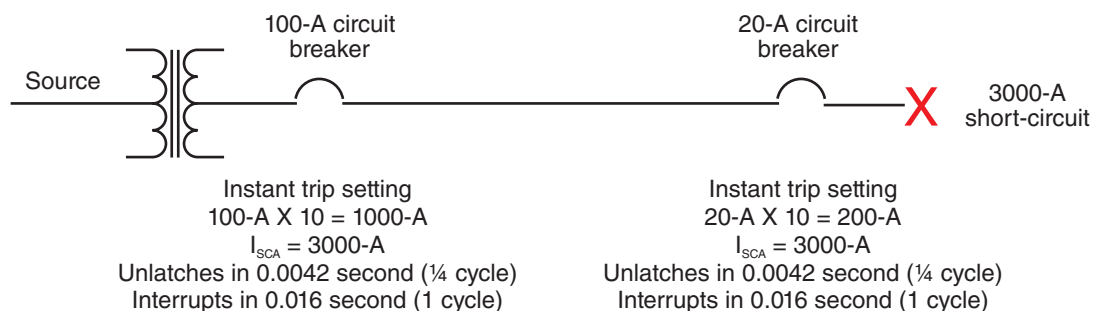 100-A circuit
breaker
20-A circuit
breaker
Source
X
3000-A
short-circuit
Instant trip setting
100-A X 10 = 1000-A
I_SCA = 3000-A
Unlatches in 0.0042 second (¼ cycle)
Interrupts in 0.016 second (1 cycle)
Instant trip setting
20-A X 10 = 200-A
I_SCA = 3000-A
Unlatches in 0.0042 second (¼ cycle)
Interrupts in 0.016 second (1 cycle)